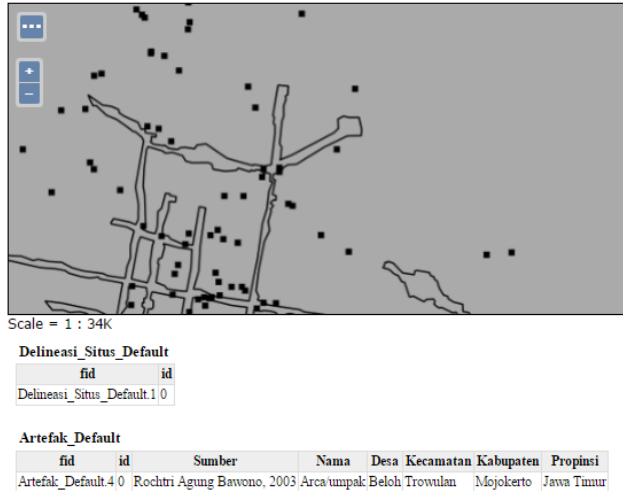 ...
+
−
Scale = 1 : 34K
Delineasi_Situs_Default
fid id
Delineasi_Situs_Default.1 0
Artefak_Default
fid id Sumber Nama Desa Kecamatan Kabupaten Propinsi
Artefak_Default.4 0 Rochtri Agung Bawono, 2003 Arca/umpak Beloh Trowulan Mojokerto Jawa Timur